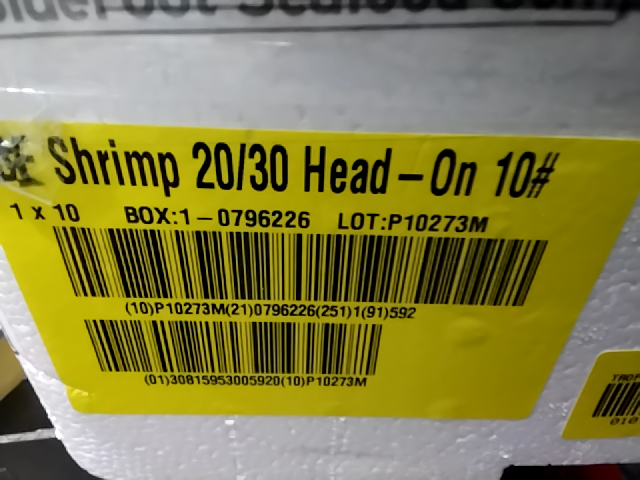 Shrimp 20/30 Head-On 10#
1 x 10 BOX:1-0796226 LOT:P10273M
(10)P10273M(21)0796226(251)1(91)592
(01)30815953005920(10)P10273M